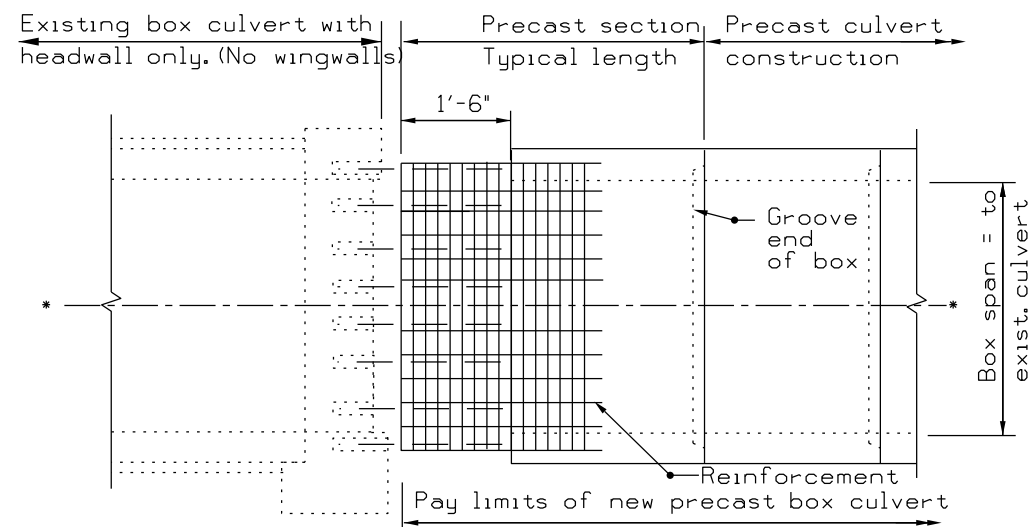 Existing box culvert with
headwall only. (No wingwalls)
Precast section
Typical length
Precast culvert
construction
1'-6"
Groove
end
of box
*
*
Box span = to
exist. culvert
Reinforcement
Pay limits of new precast box culvert